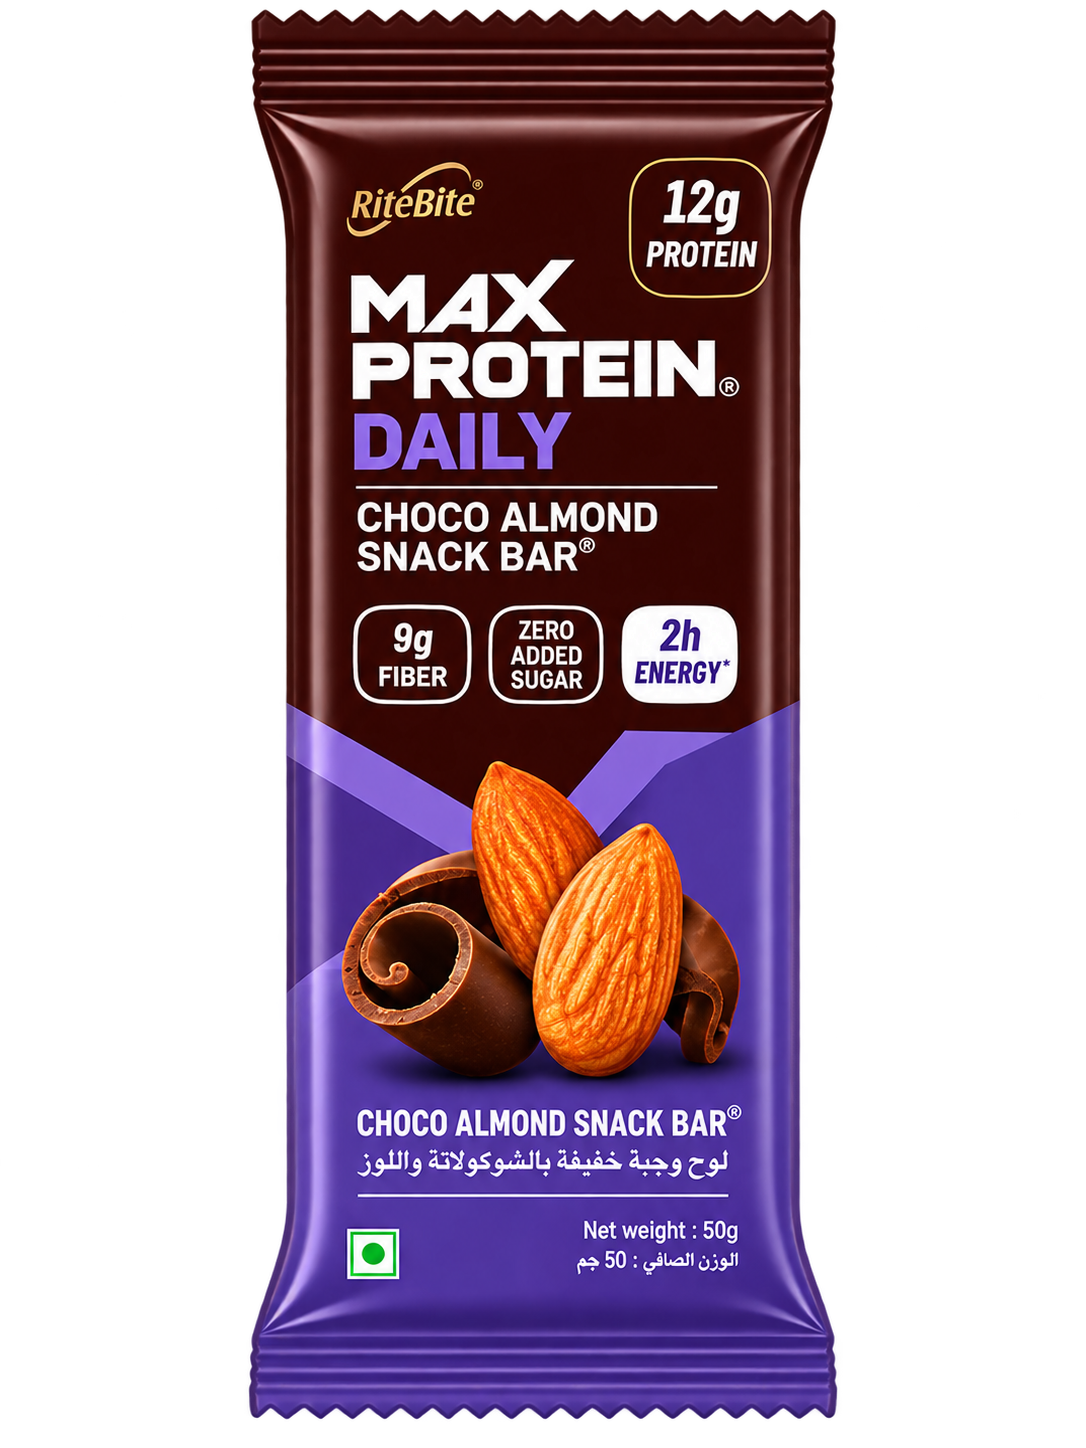 RiteBite®
12g
PROTEIN
MAX
PROTEIN®
DAILY
CHOCO ALMOND
SNACK BAR®
9g
FIBER
ZERO
ADDED
SUGAR
2h
ENERGY*
CHOCO ALMOND SNACK BAR®
لوح وجبة خفيفة بالشوكولاتة واللوز
Net weight : 50g
الوزن الصافي : 50 جم